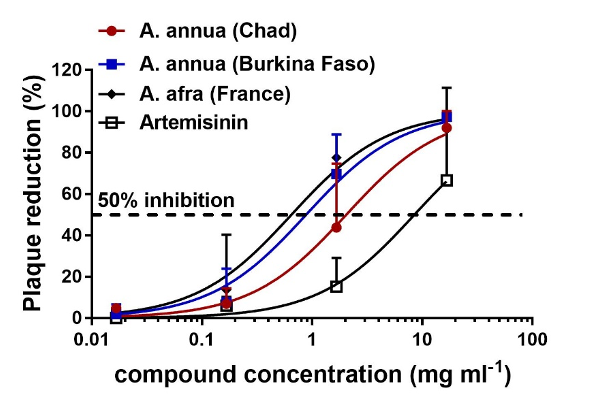 A. annua (Chad)
A. annua (Burkina Faso)
A. afra (France)
Artemisinin
120
100
80
60
40
20
0
Plaque reduction (%)
50% inhibition
0.01 0.1 1 10 100
compound concentration (mg ml-1)